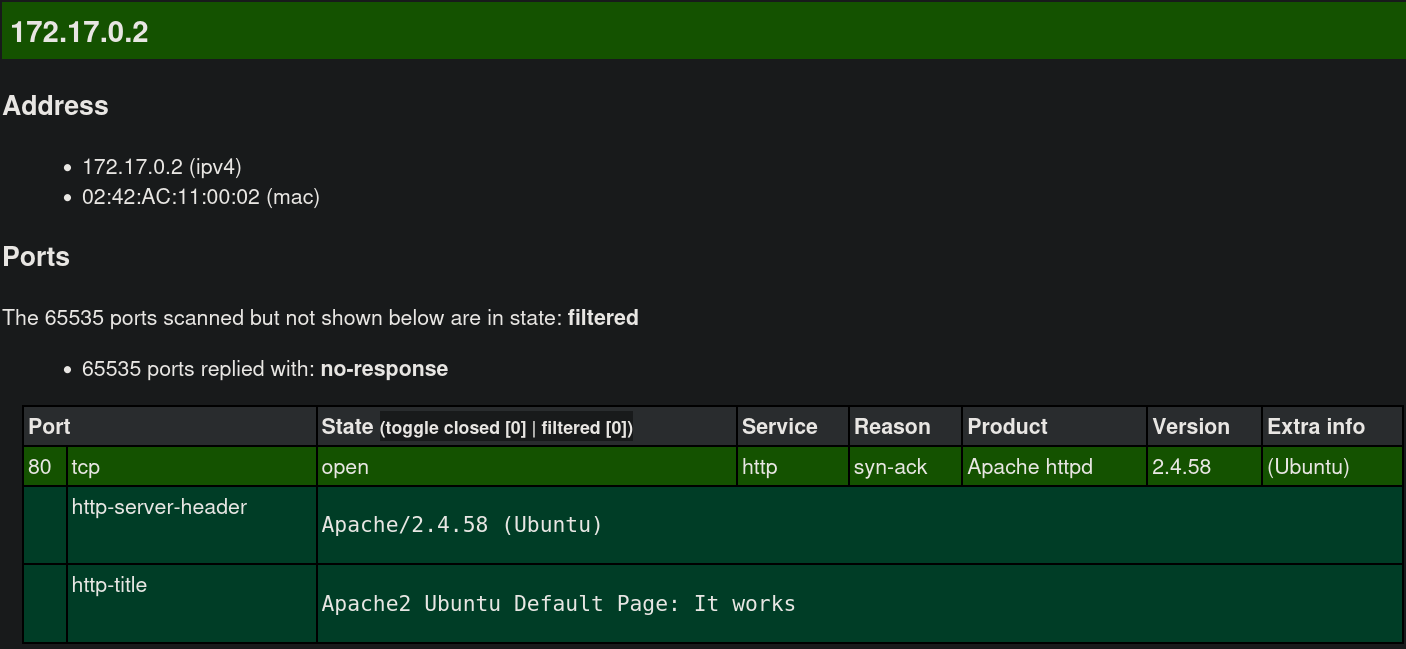 172.17.0.2
Address
172.17.0.2 (ipv4)
02:42:AC:11:00:02 (mac)
Ports
The 65535 ports scanned but not shown below are in state: filtered
65535 ports replied with: no-response
Port State (toggle closed [0] | filtered [0]) Service Reason Product Version Extra info
80 tcp open http syn-ack Apache httpd 2.4.58 (Ubuntu)
http-server-header Apache/2.4.58 (Ubuntu)
http-title Apache2 Ubuntu Default Page: It works